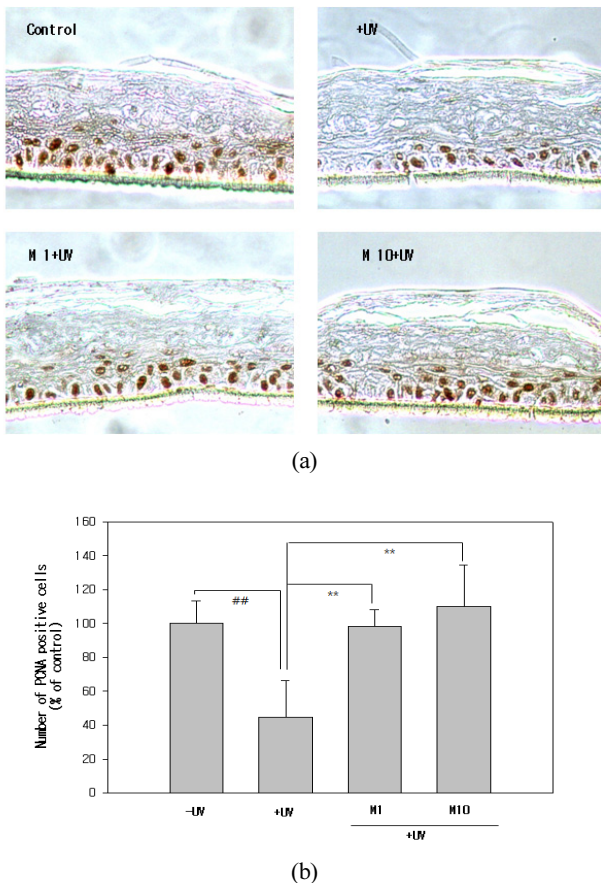 Control
+UV
M 1+UV
M 10+UV
(a)
Number of PCNA positive cells
(% of control)
160
140
120
100
80
60
40
20
0
##
**
**
-UV
+UV
M1
M10
+UV
(b)